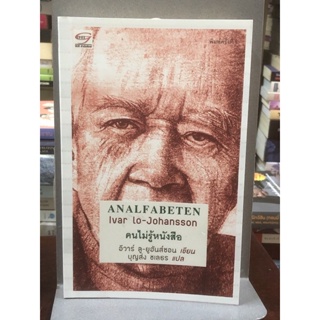 ANALFABETEN
Ivar Lo-Johansson
คนไม่รู้หนังสือ
อิวาร์ ลู-ยูฮันส์ซอน เขียน
บุญส่ง ชเลธร แปล